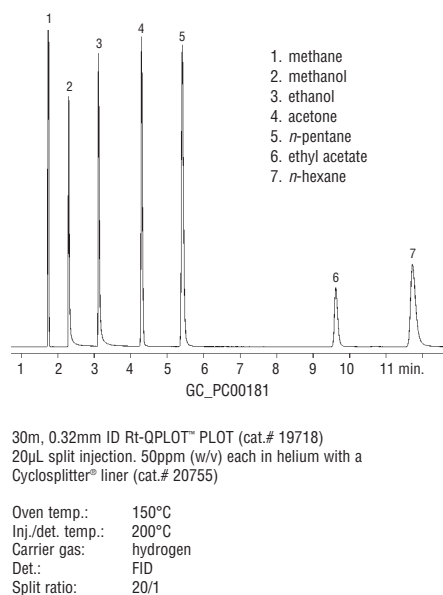 1
2
3
4
5
6
7
1. methane
2. methanol
3. ethanol
4. acetone
5. n-pentane
6. ethyl acetate
7. n-hexane
1 2 3 4 5 6 7 8 9 10 11 min.
GC_PC00181
30m, 0.32mm ID Rt-QPLOT™ PLOT (cat.# 19718)
20µL split injection. 50ppm (w/v) each in helium with a
Cyclosplitter® liner (cat.# 20755)
Oven temp.: 150°C
Inj./det. temp.: 200°C
Carrier gas: hydrogen
Det.: FID
Split ratio: 20/1